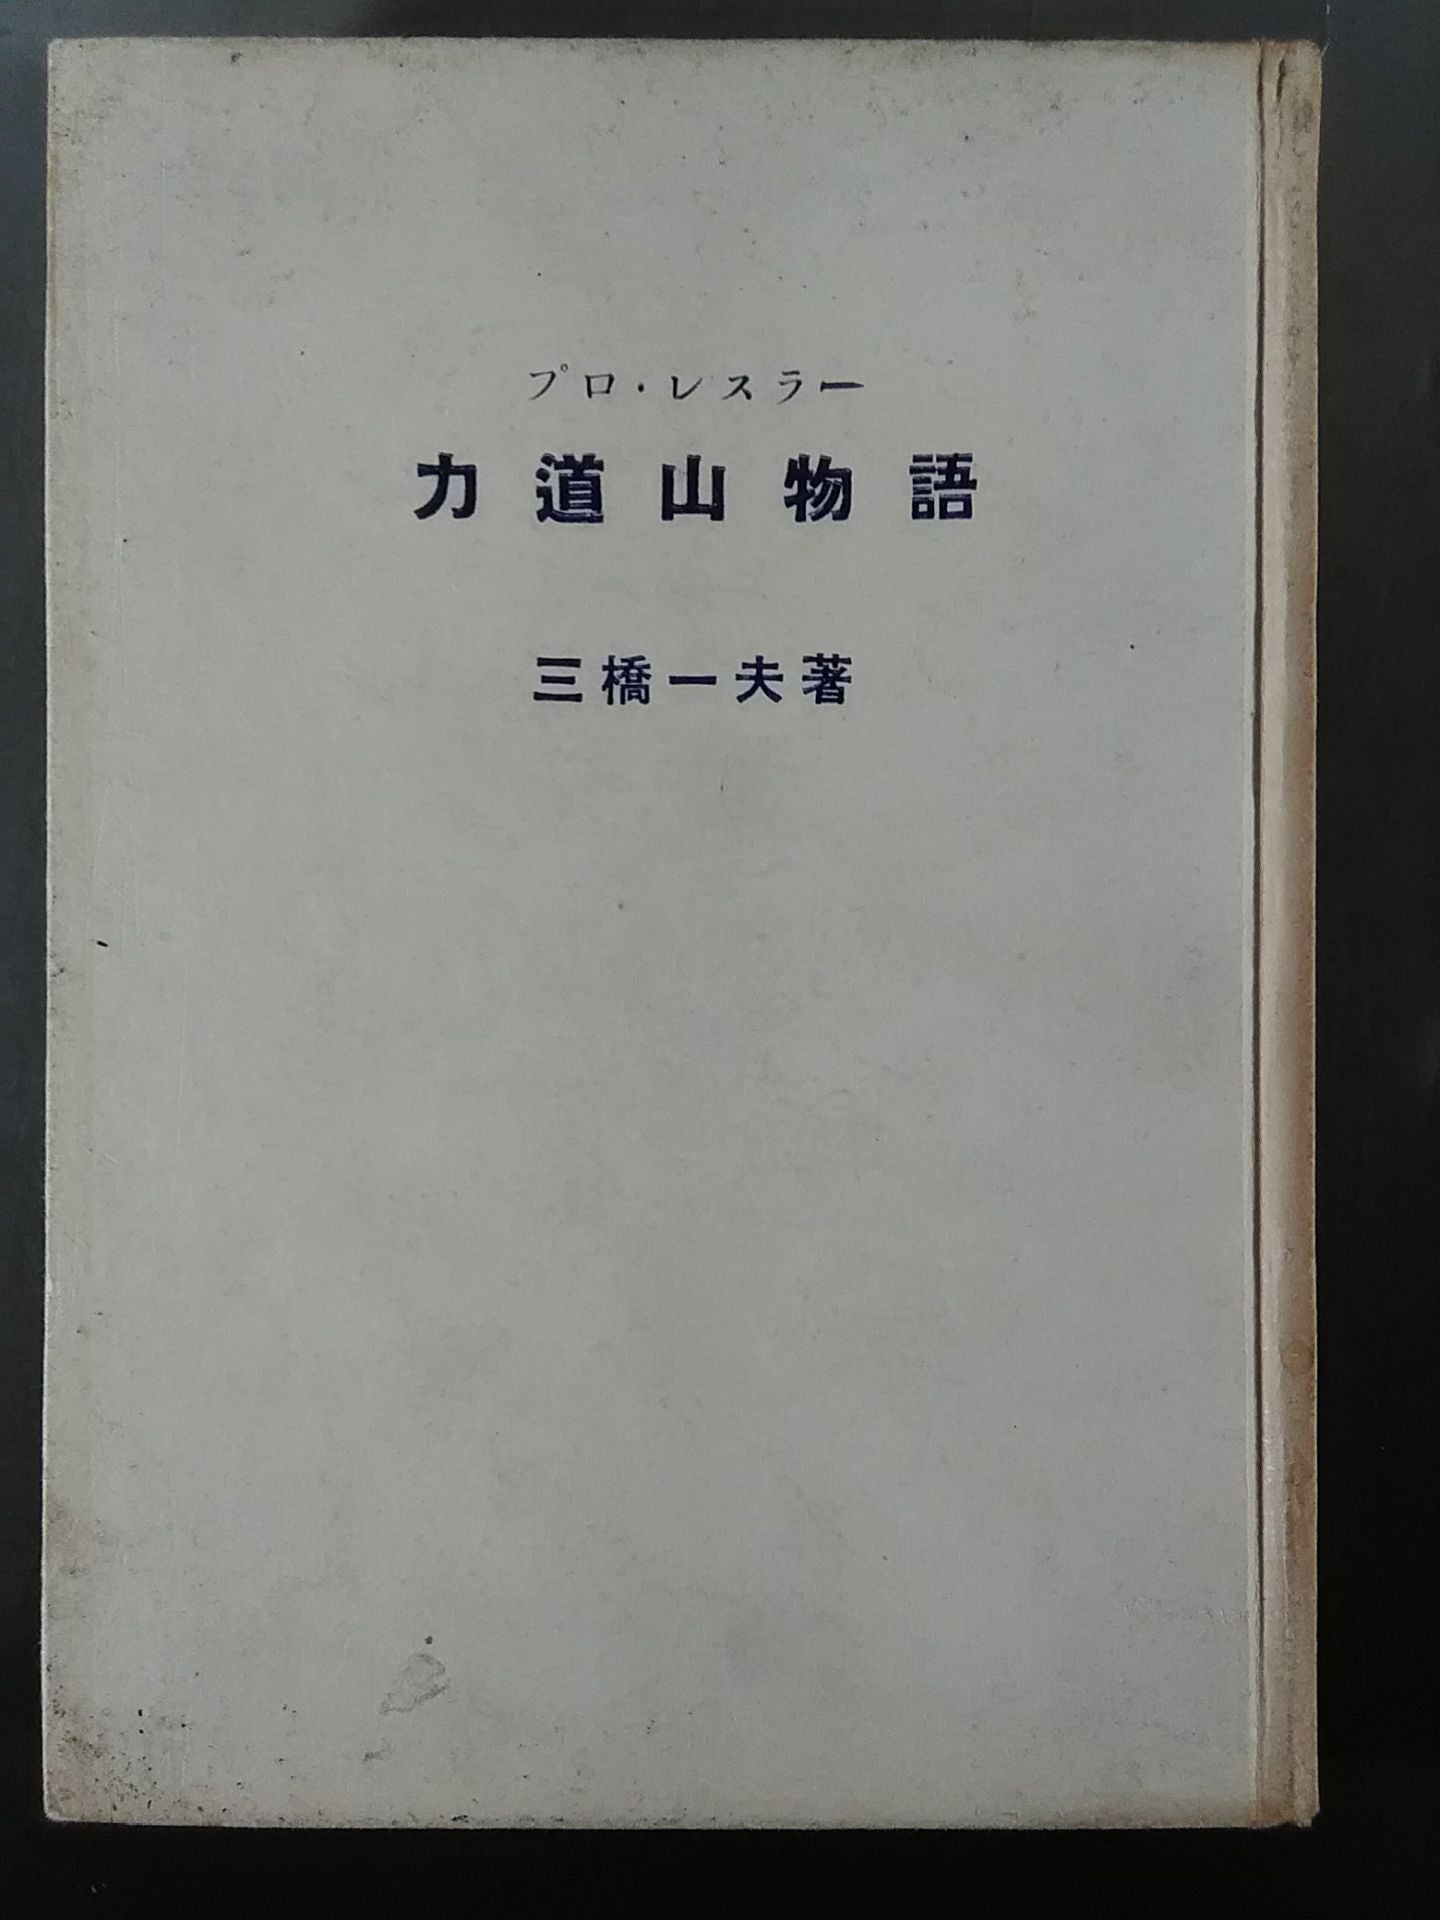 プロ・レスラー
力道山物語
三橋一夫著